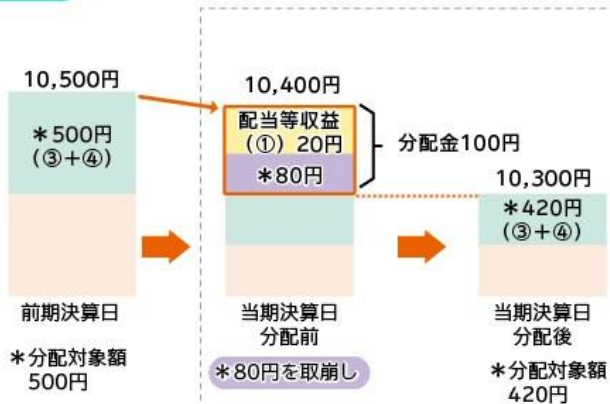 10,500円
＊500円
(③＋④)
前期決算日
＊分配対象額
500円
10,400円
配当等収益
(①) 20円
＊80円
分配金100円
当期決算日
分配前
＊80円を取崩し
10,300円
＊420円
(③＋④)
当期決算日
分配後
＊分配対象額
420円